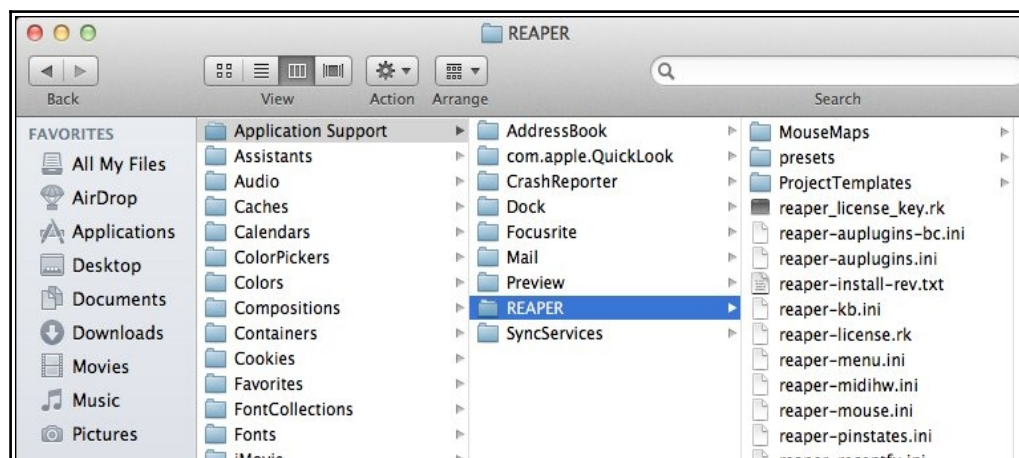 REAPER
Back
View
Action
Arrange
Search
FAVORITES
All My Files
AirDrop
Applications
Desktop
Documents
Downloads
Movies
Music
Pictures
Application Support
Assistants
Audio
Caches
Calendars
ColorPickers
Colors
Compositions
Containers
Cookies
Favorites
FontCollections
Fonts
iMovie
AddressBook
com.apple.QuickLook
CrashReporter
Dock
Focusrite
Mail
Preview
REAPER
SyncServices
MouseMaps
presets
ProjectTemplates
reaper_license_key.rk
reaper-auplugins-bc.ini
reaper-auplugins.ini
reaper-install-rev.txt
reaper-kb.ini
reaper-license.rk
reaper-menu.ini
reaper-midihw.ini
reaper-mouse.ini
reaper-pinstates.ini
reaper-recentfx.ini